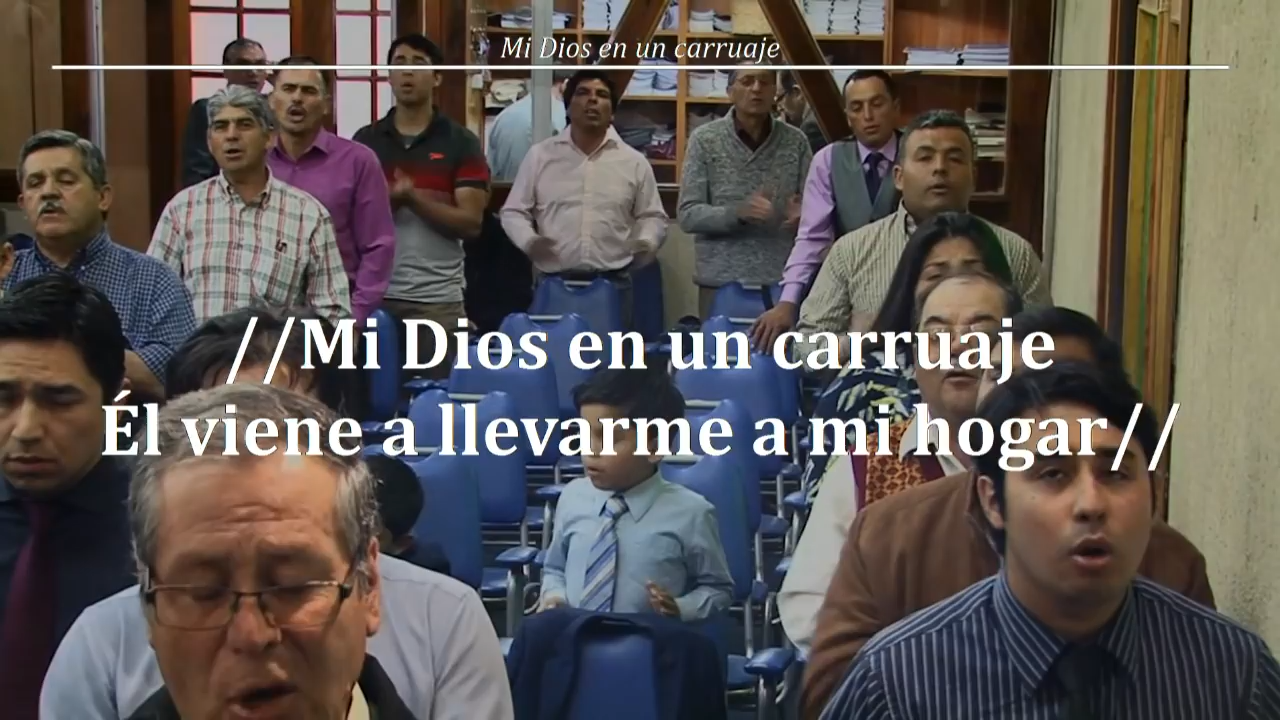 Mi Dios en un carruaje
//Mi Dios en un carruaje
Él viene a llevarme a mi hogar//